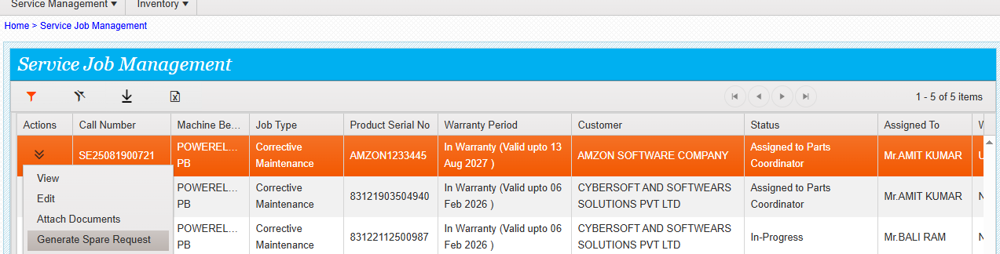 Service Management Inventory
Home > Service Job Management
Service Job Management
1 - 5 of 5 items
Actions Call Number Machine Be... Job Type Product Serial No Warranty Period Customer Status Assigned To
SE25081900721 POWEREL... PB Corrective Maintenance AMZON1233445 In Warranty (Valid upto 13 Aug 2027 ) AMZON SOFTWARE COMPANY Assigned to Parts Coordinator Mr.AMIT KUMAR
View
Edit
Attach Documents
Generate Spare Request
POWEREL... PB Corrective Maintenance 83121903504940 In Warranty (Valid upto 06 Feb 2026 ) CYBERSOFT AND SOFTWEARS SOLUTIONS PVT LTD Assigned to Parts Coordinator Mr.AMIT KUMAR
POWEREL... PB Corrective Maintenance 83122112500987 In Warranty (Valid upto 06 Feb 2026 ) CYBERSOFT AND SOFTWEARS SOLUTIONS PVT LTD In-Progress Mr.BALI RAM